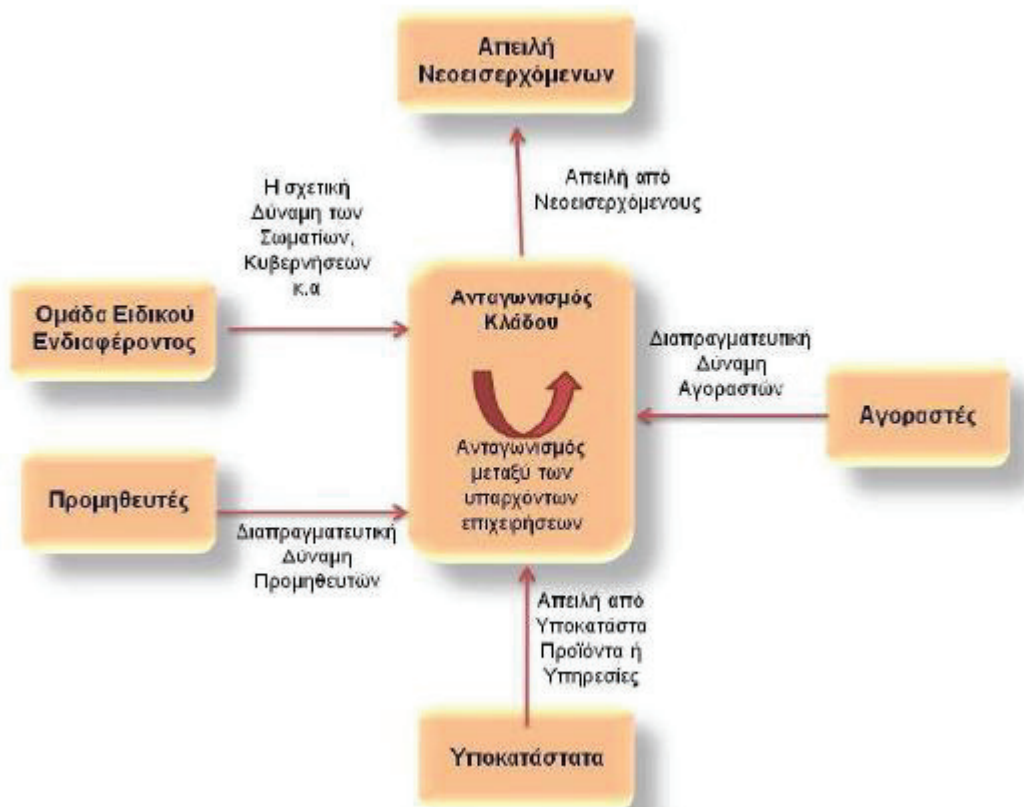 Απειλή
Νεοεισερχόμενων
Απειλή από
Νεοεισερχόμενους
Η σχετική
Δύναμη των
Σωματίων,
Κυβερνήσεων
κ.α
Ομάδα Ειδικού
Ενδιαφέροντος
Ανταγωνισμός
Κλάδου
Ανταγωνισμός
μεταξύ των
υπαρχόντων
επιχειρήσεων
Διαπραγματευτική
Δύναμη
Αγοραστών
Αγοραστές
Προμηθευτές
Διαπραγματευτική
Δύναμη
Προμηθευτών
Απειλή από
Υποκατάστα
Προϊόντα ή
Υπηρεσίες
Υποκατάστατα